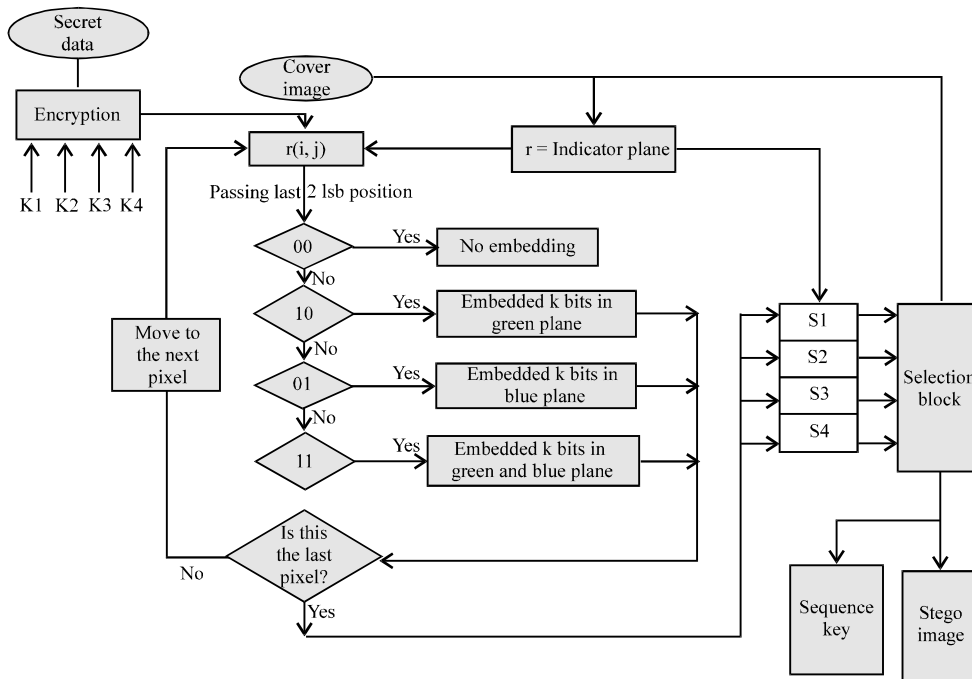 Secret
data
Cover
image
Encryption
r(i, j)
r = Indicator plane
K1 K2 K3 K4
Passing last 2 lsb position
00
Yes
No embedding
No
10
Yes
Embedded k bits in
green plane
No
01
Yes
Embedded k bits in
blue plane
No
11
Yes
Embedded k bits in
green and blue plane
Move to
the next
pixel
S1
S2
S3
S4
Selection
block
Is this
the last
pixel?
No
Yes
Sequence
key
Stego
image